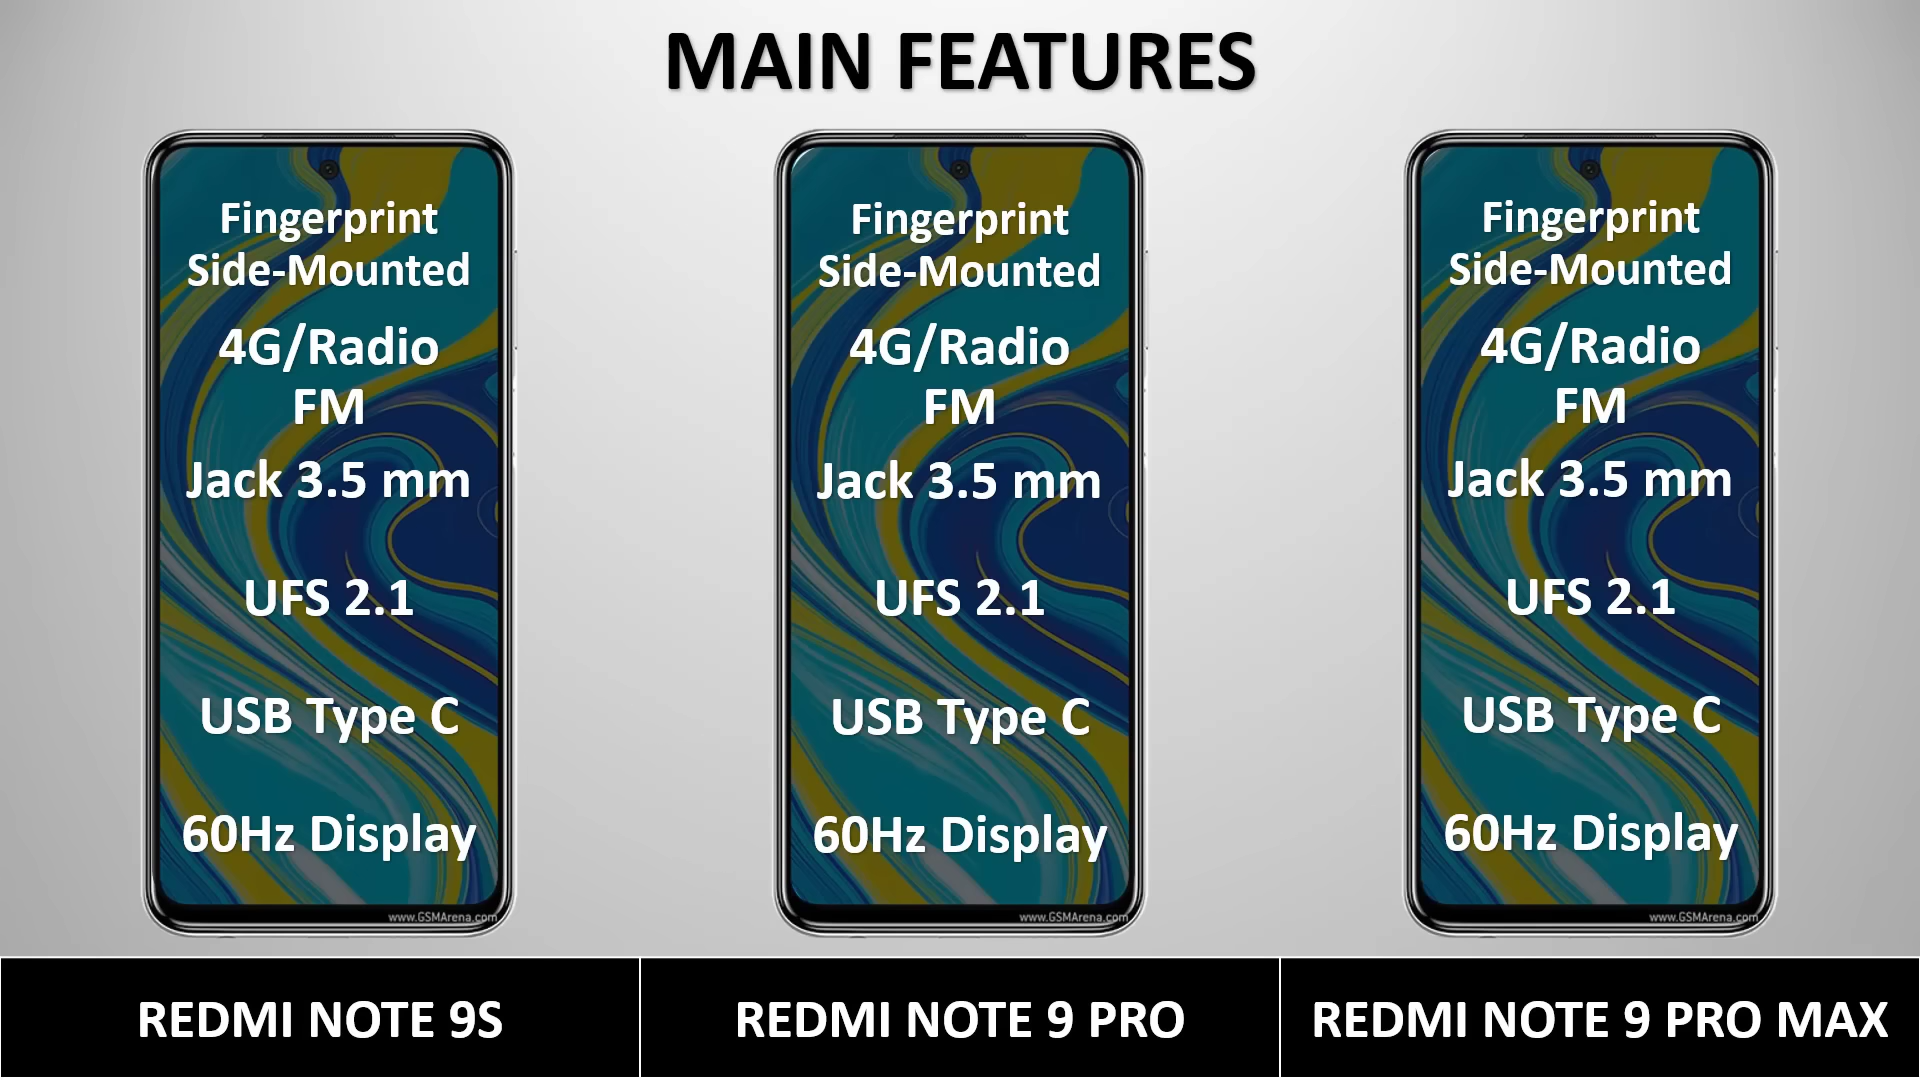 MAIN FEATURES
Fingerprint
Side-Mounted
4G/Radio
FM
Jack 3.5 mm
UFS 2.1
USB Type C
60Hz Display
www.GSMArena.com
REDMI NOTE 9S
Fingerprint
Side-Mounted
4G/Radio
FM
Jack 3.5 mm
UFS 2.1
USB Type C
60Hz Display
www.GSMArena.com
REDMI NOTE 9 PRO
Fingerprint
Side-Mounted
4G/Radio
FM
Jack 3.5 mm
UFS 2.1
USB Type C
60Hz Display
www.GSMArena.com
REDMI NOTE 9 PRO MAX